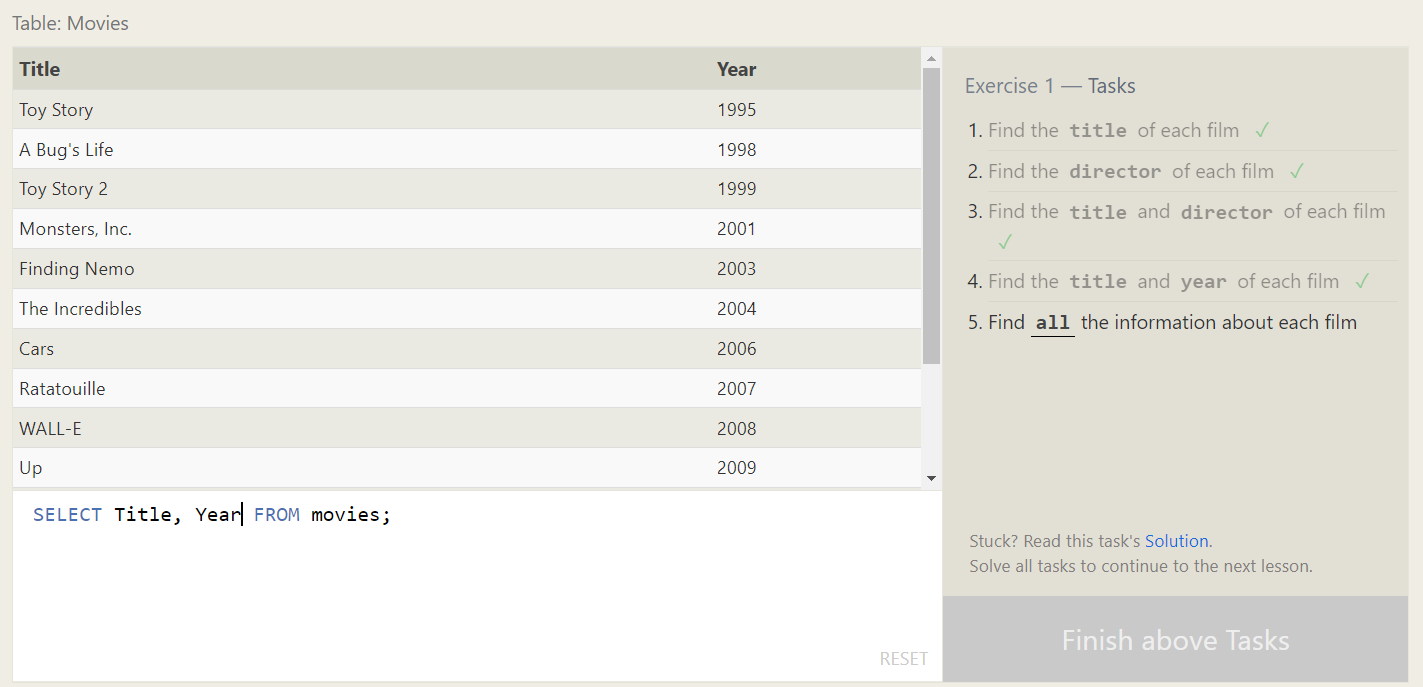 Table: Movies
Title Year
Toy Story 1995
A Bug's Life 1998
Toy Story 2 1999
Monsters, Inc. 2001
Finding Nemo 2003
The Incredibles 2004
Cars 2006
Ratatouille 2007
WALL-E 2008
Up 2009
SELECT Title, Year FROM movies;
RESET
Exercise 1 — Tasks
1. Find the title of each film ✓
2. Find the director of each film ✓
3. Find the title and director of each film
✓
4. Find the title and year of each film ✓
5. Find all the information about each film
Stuck? Read this task's Solution.
Solve all tasks to continue to the next lesson.
Finish above Tasks